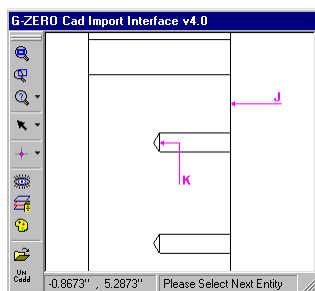 G-ZERO Cad Import Interface v4.0
J
K
UN
Cadd
-0.8673" , 5.2873"
Please Select Next Entity